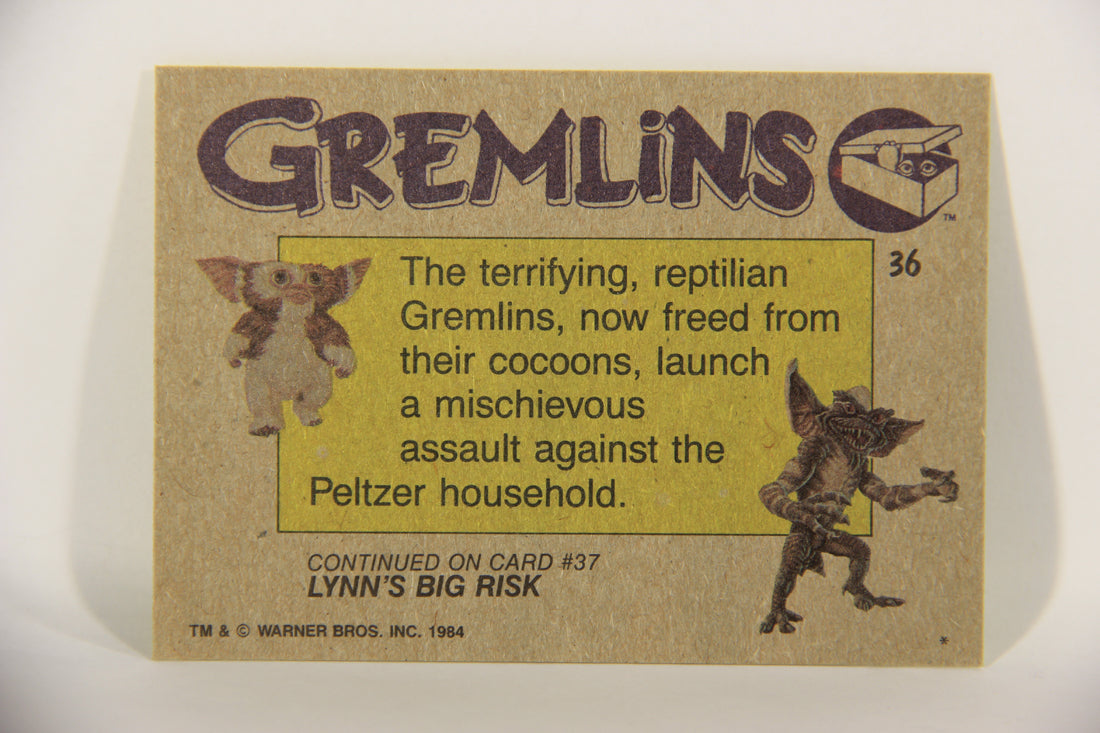 GREMLiNS
TM
36
The terrifying, reptilian
Gremlins, now freed from
their cocoons, launch
a mischievous
assault against the
Peltzer household.
CONTINUED ON CARD #37
LYNN'S BIG RISK
TM & © WARNER BROS. INC. 1984
*